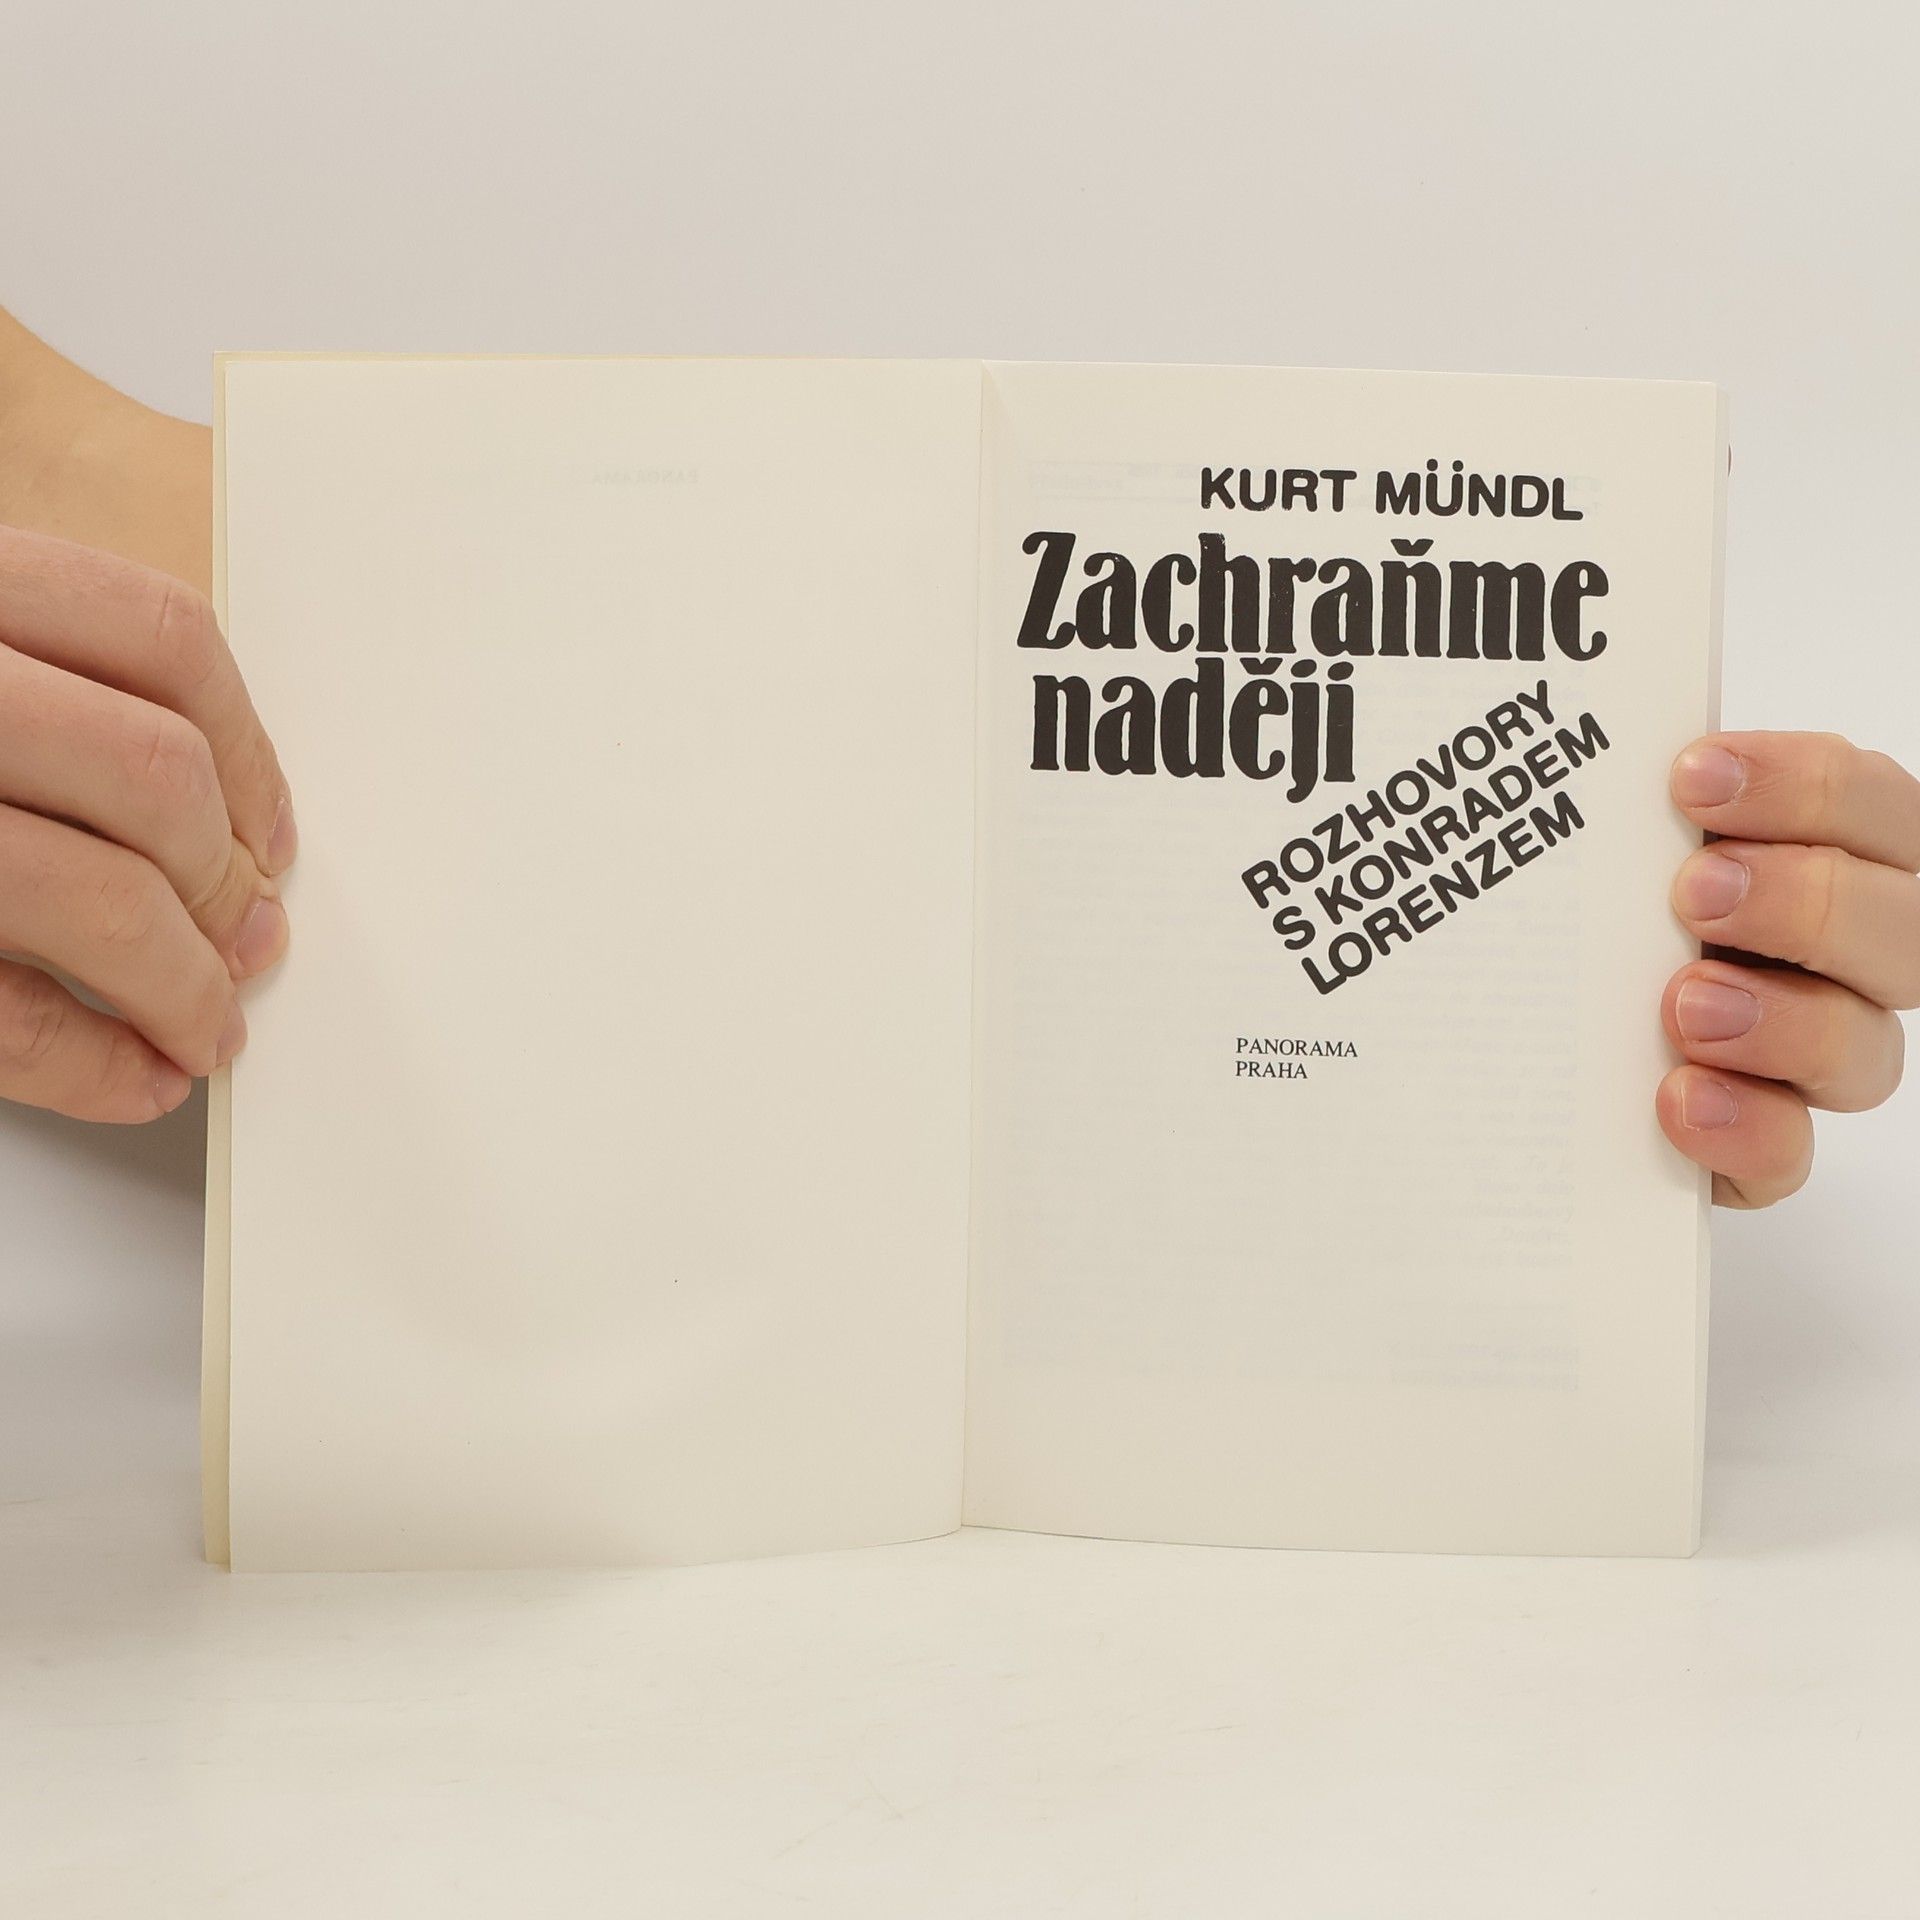 KURT MÜNDL
Zachraňme
naději
ROZHOVORY
S KONRADEM
LORENZEM
PANORAMA
PRAHA